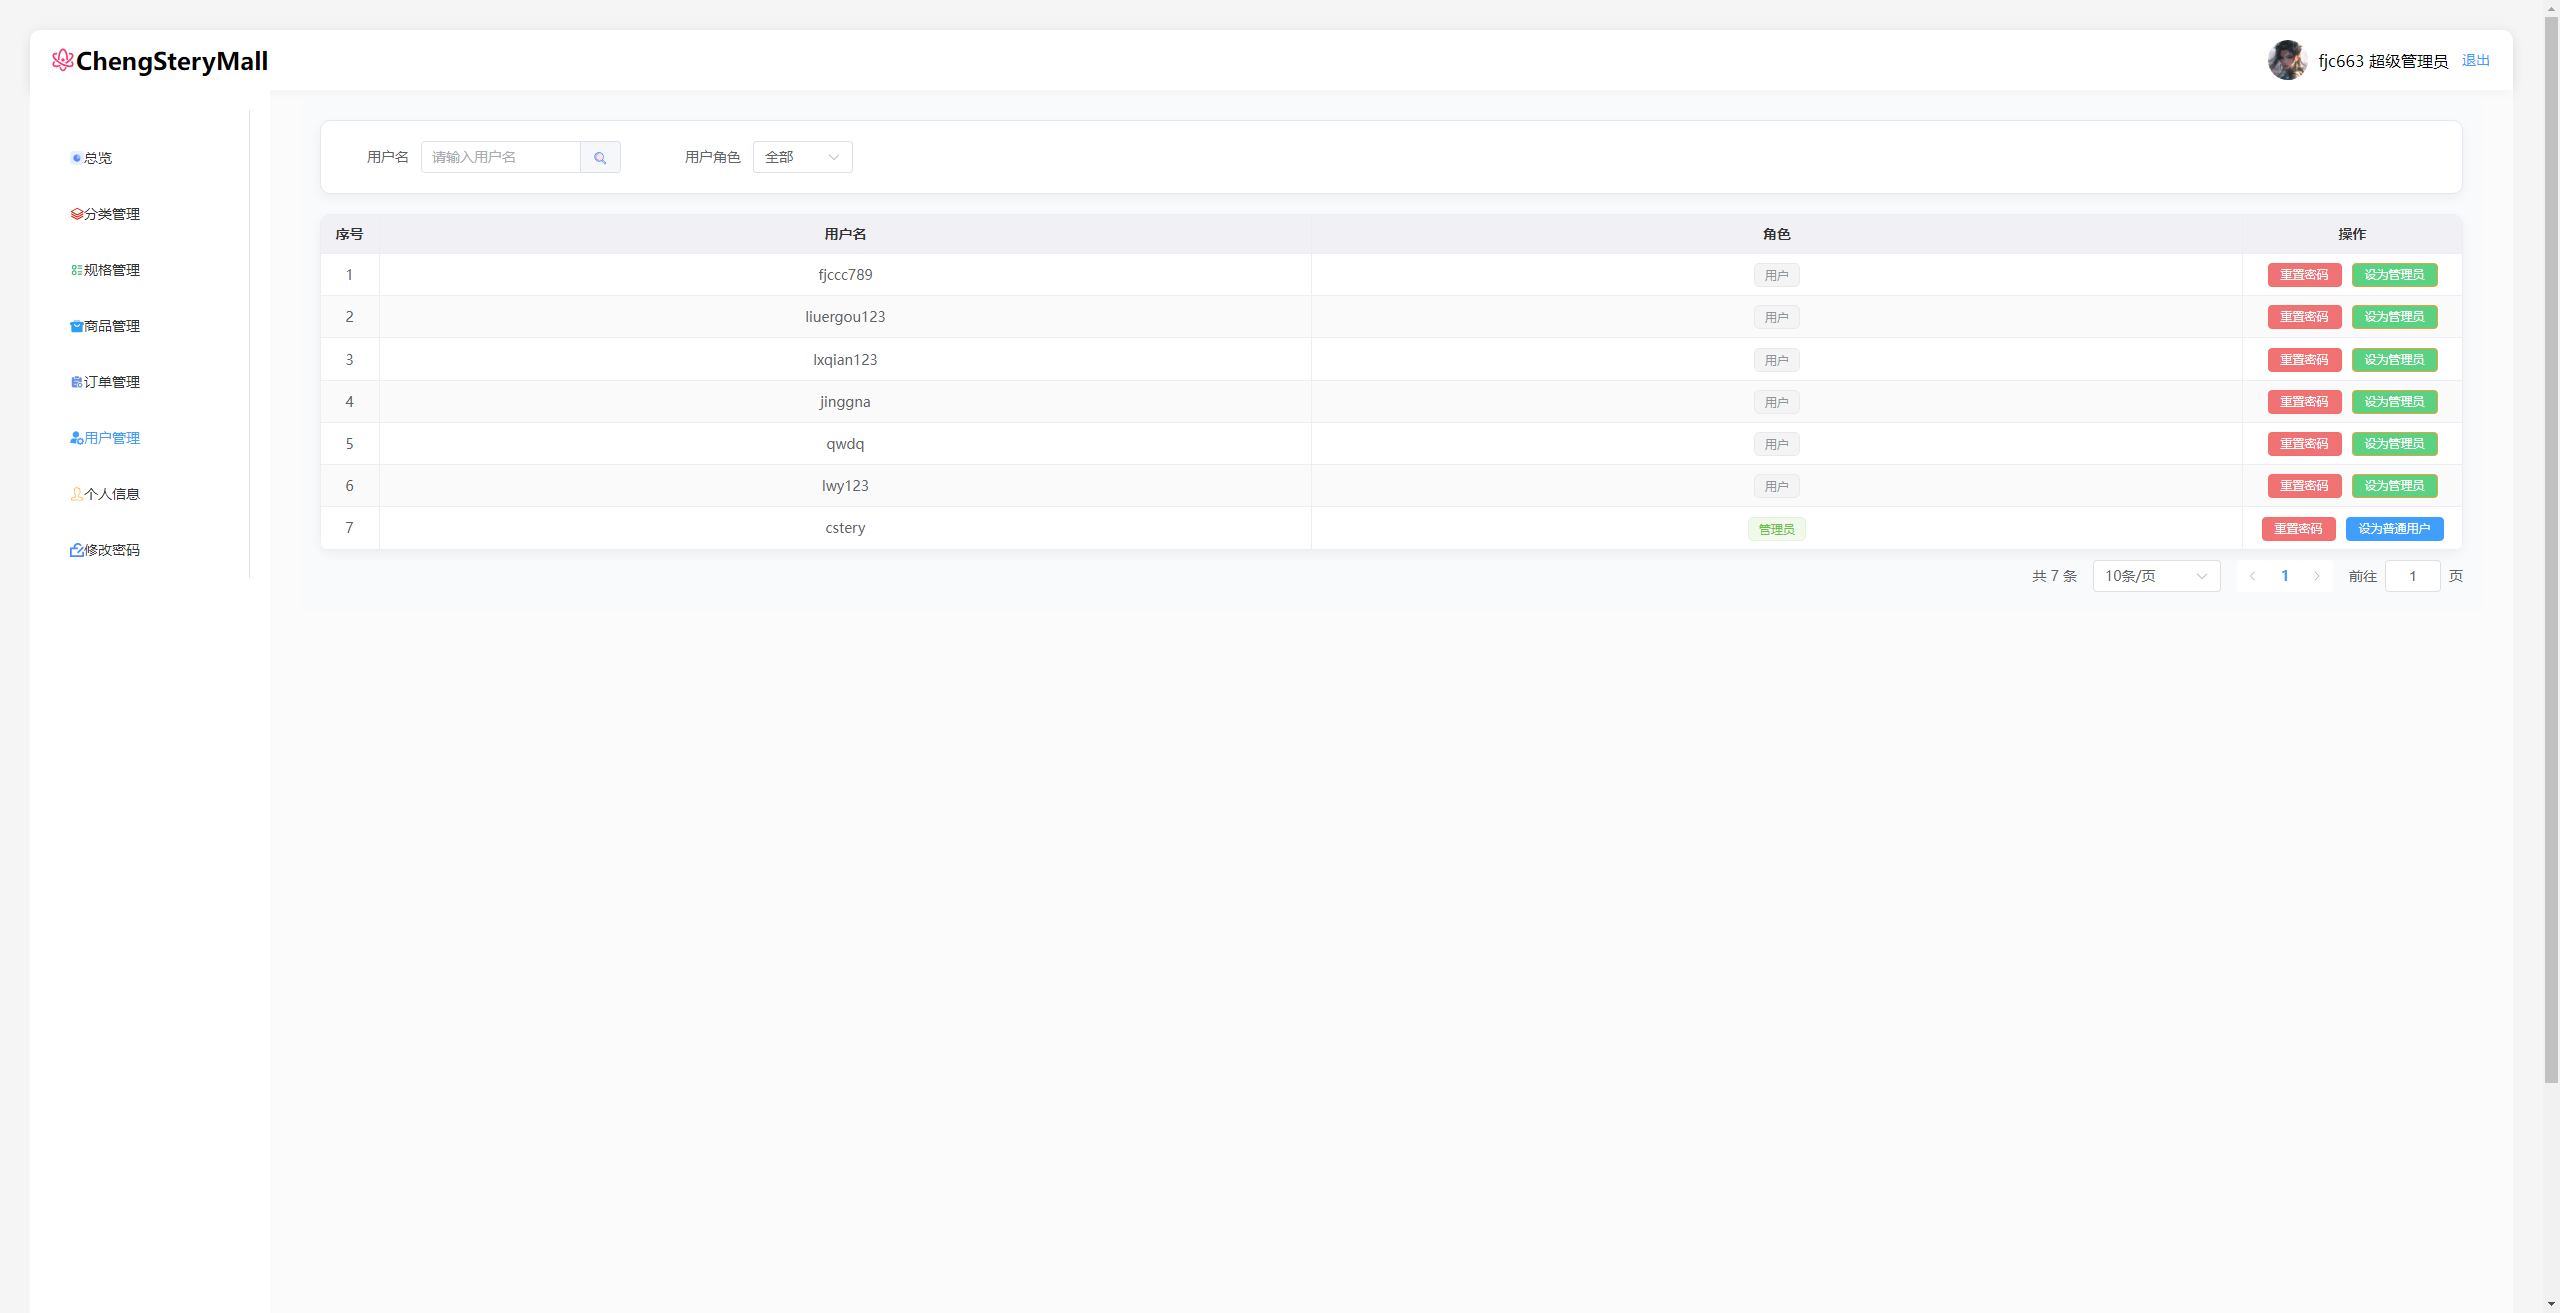 ChengSteryMall
fjc663 超级管理员 退出
总览
分类管理
规格管理
商品管理
订单管理
用户管理
个人信息
修改密码
用户名 请输入用户名 用户角色 全部
序号 用户名 角色 操作
1 fjccc789 用户 重置密码 设为管理员
2 liuergou123 用户 重置密码 设为管理员
3 lxqian123 用户 重置密码 设为管理员
4 jinggna 用户 重置密码 设为管理员
5 qwdq 用户 重置密码 设为管理员
6 lwy123 用户 重置密码 设为管理员
7 cstery 管理员 重置密码 设为普通用户
共 7 条 10条/页 1 前往 1 页